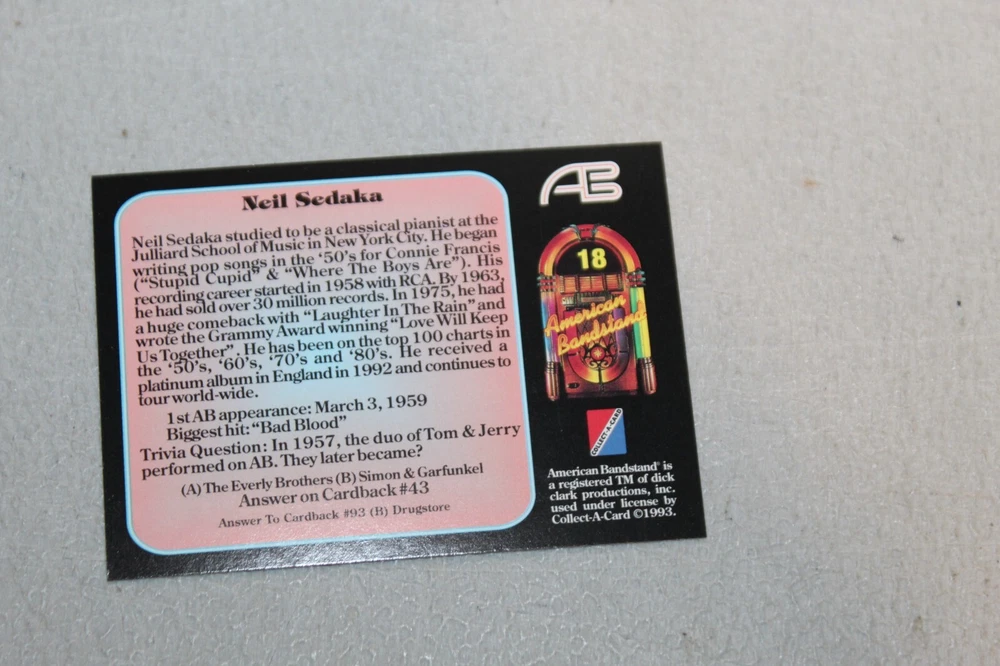 Neil Sedaka
Neil Sedaka studied to be a classical pianist at the
Julliard School of Music in New York City. He began
writing pop songs in the ‘50’s for Connie Francis
("Stupid Cupid" & "Where The Boys Are"). His
recording career started in 1958 with RCA. By 1963,
he had sold over 30 million records. In 1975, he had
a huge comeback with "Laughter In The Rain" and
wrote the Grammy Award winning "Love Will Keep
Us Together". He has been on the top 100 charts in
the ‘50’s, ‘60’s, ‘70’s and ‘80’s. He received a
platinum album in England in 1992 and continues to
tour world-wide.
1st AB appearance: March 3, 1959
Biggest hit: "Bad Blood"
Trivia Question: In 1957, the duo of Tom & Jerry
performed on AB. They later became?
(A) The Everly Brothers (B) Simon & Garfunkel
Answer on Cardback #43
Answer To Cardback #93 (B) Drugstore
AB
18
American
Bandstand
COLLECT-A-CARD
American Bandstand® is
a registered TM of dick
clark productions, inc.
used under license by
Collect-A-Card ©1993.